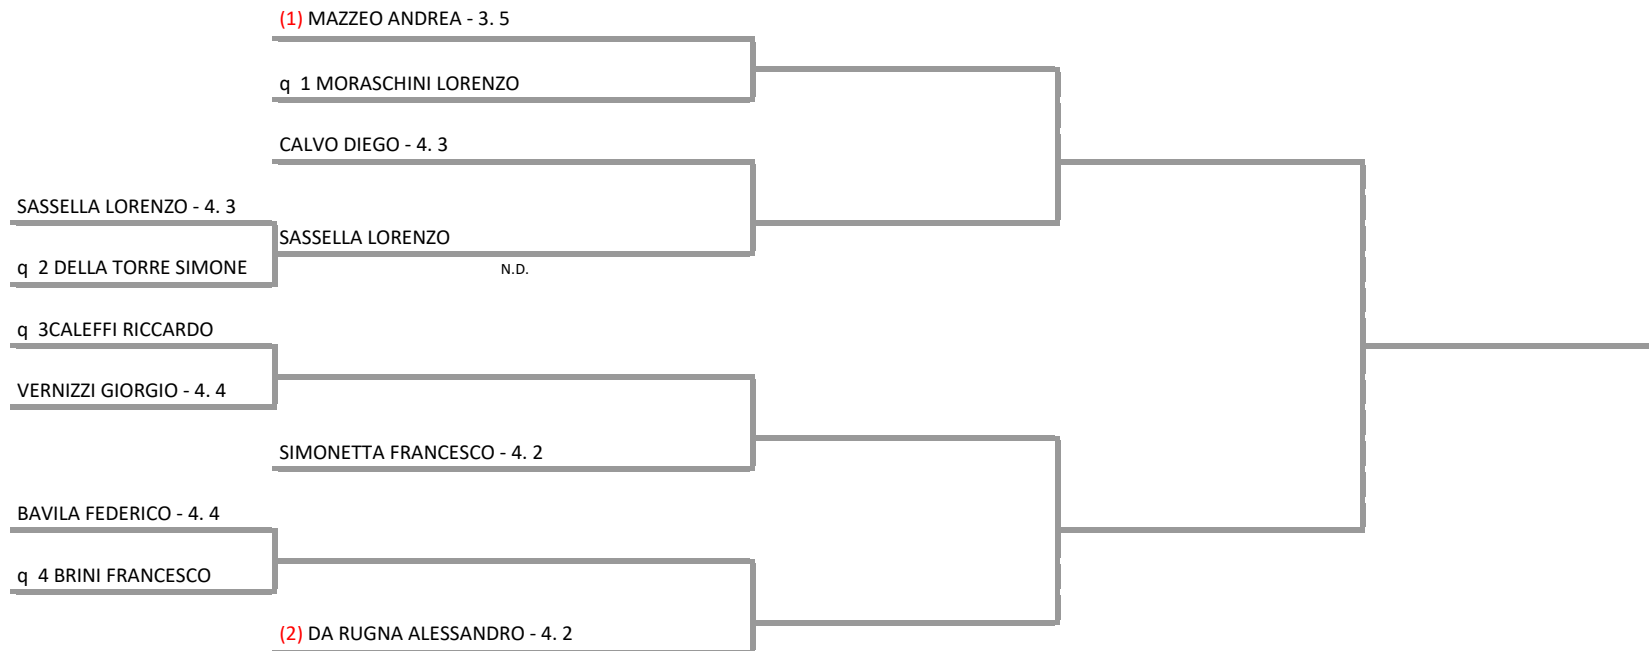 (1) MAZZEO ANDREA - 3. 5
q 1 MORASCHINI LORENZO
CALVO DIEGO - 4. 3
SASSELLA LORENZO - 4. 3
SASSELLA LORENZO
q 2 DELLA TORRE SIMONE
N.D.
q 3CALEFFI RICCARDO
VERNIZZI GIORGIO - 4. 4
SIMONETTA FRANCESCO - 4. 2
BAVILA FEDERICO - 4. 4
q 4 BRINI FRANCESCO
(2) DA RUGNA ALESSANDRO - 4. 2